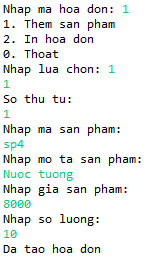 Nhap ma hoa don: 1
1. Them san pham
2. In hoa don
0. Thoat
Nhap lua chon: 1
1
So thu tu:
1
Nhap ma san pham:
sp4
Nhap mo ta san pham:
Nuoc tuong
Nhap gia san pham:
8000
Nhap so luong:
10
Da tao hoa don